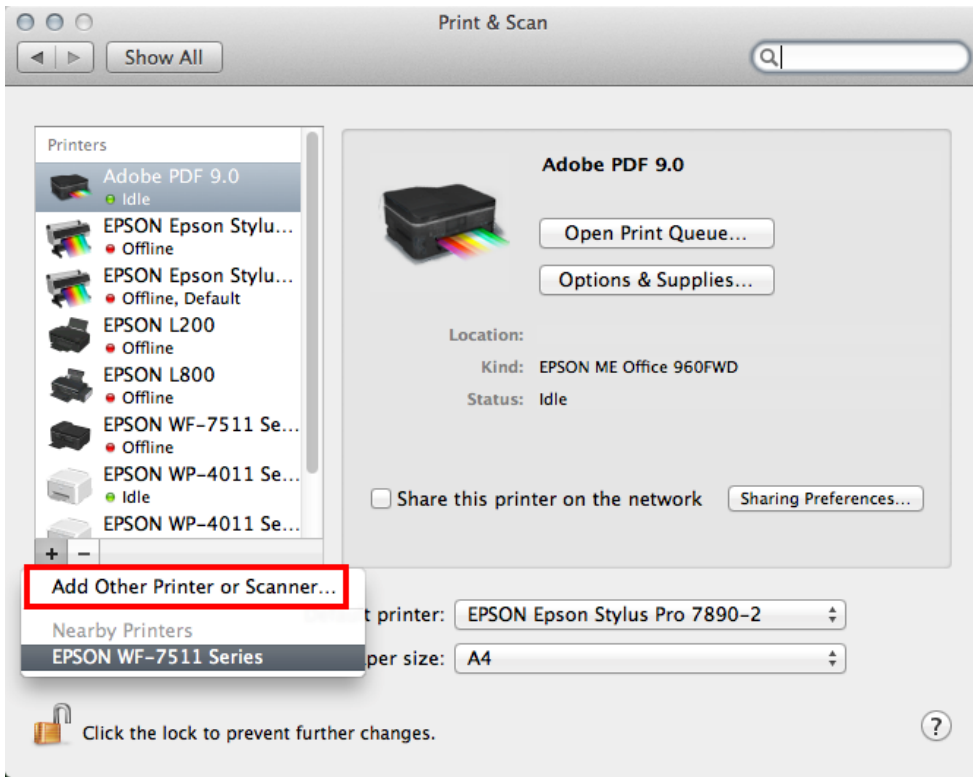 Print & Scan
Show All
Printers
Adobe PDF 9.0
Idle
EPSON Epson Stylu...
Offline
EPSON Epson Stylu...
Offline, Default
EPSON L200
Offline
EPSON L800
Offline
EPSON WF-7511 Se...
Offline
EPSON WP-4011 Se...
Idle
EPSON WP-4011 Se...
+ −
Adobe PDF 9.0
Open Print Queue...
Options & Supplies...
Location:
Kind: EPSON ME Office 960FWD
Status: Idle
Share this printer on the network Sharing Preferences...
Add Other Printer or Scanner...
Nearby Printers
EPSON WF-7511 Series
t printer: EPSON Epson Stylus Pro 7890-2
per size: A4
Click the lock to prevent further changes.
?